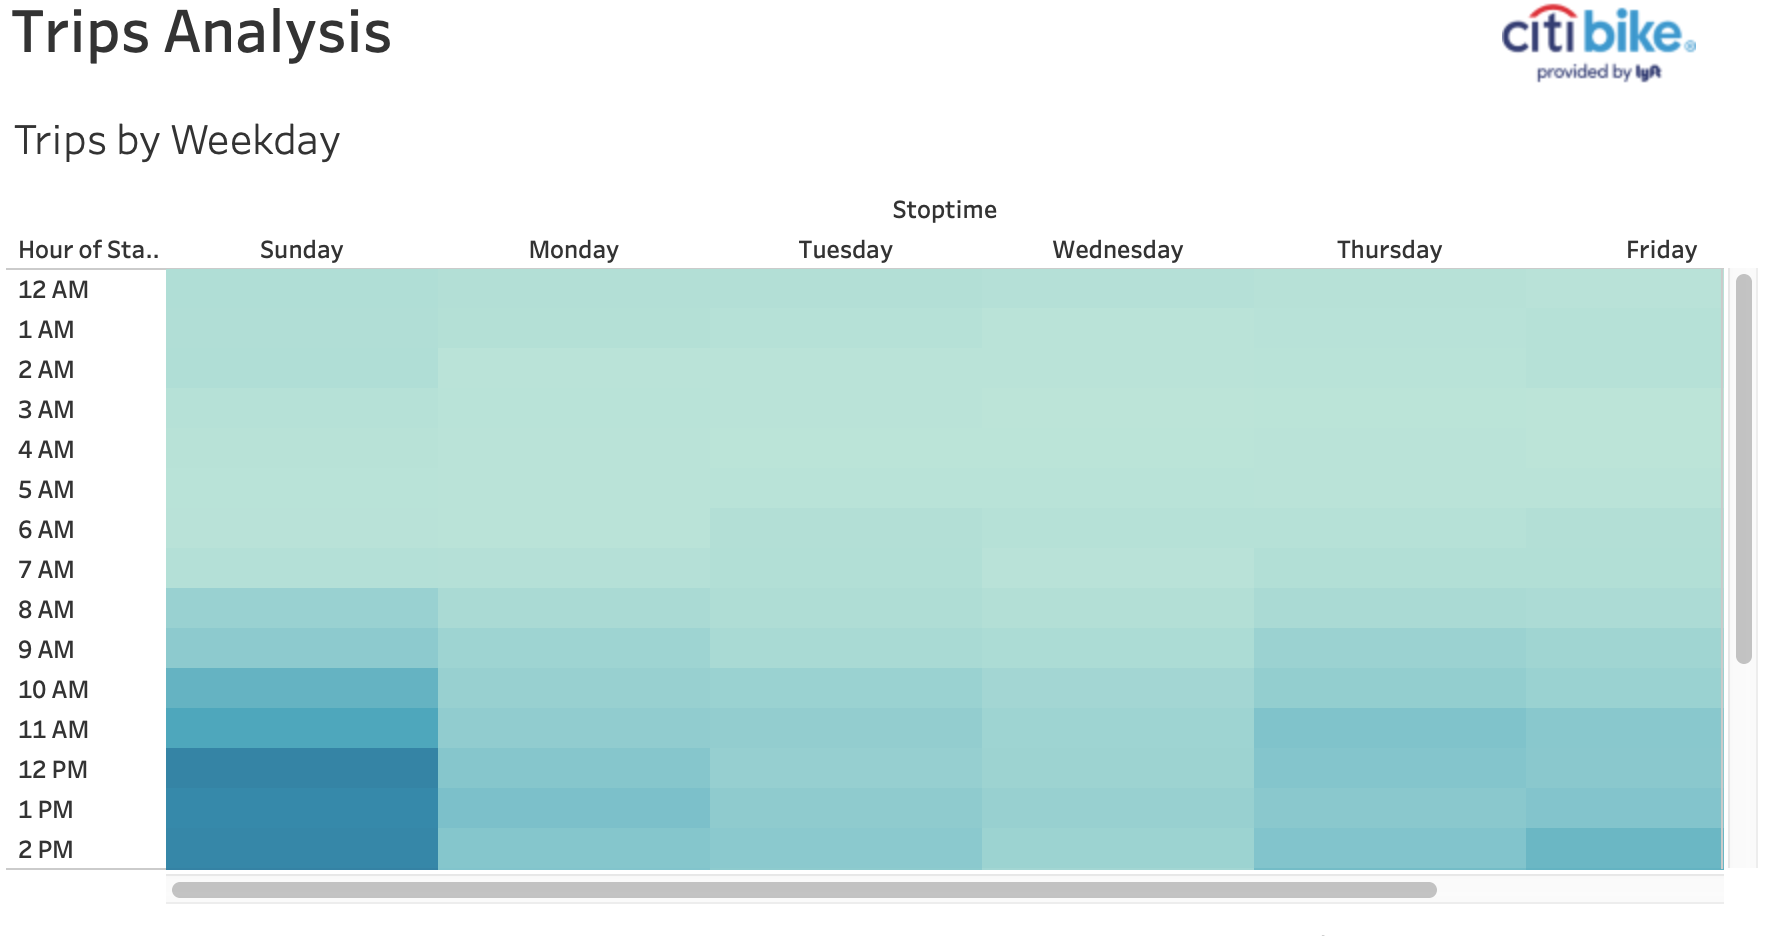 Trips Analysis
citi bike®
provided by lyft
Trips by Weekday
Stoptime
Hour of Sta.. Sunday Monday Tuesday Wednesday Thursday Friday
12 AM
1 AM
2 AM
3 AM
4 AM
5 AM
6 AM
7 AM
8 AM
9 AM
10 AM
11 AM
12 PM
1 PM
2 PM